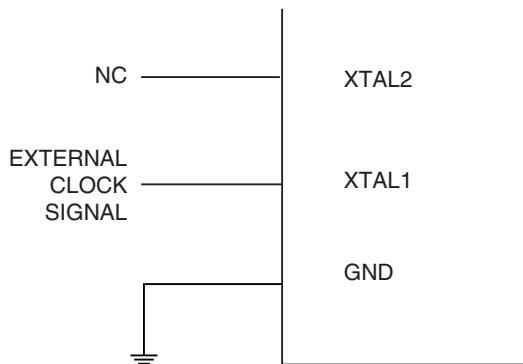 NC
XTAL2
EXTERNAL
CLOCK
SIGNAL
XTAL1
GND